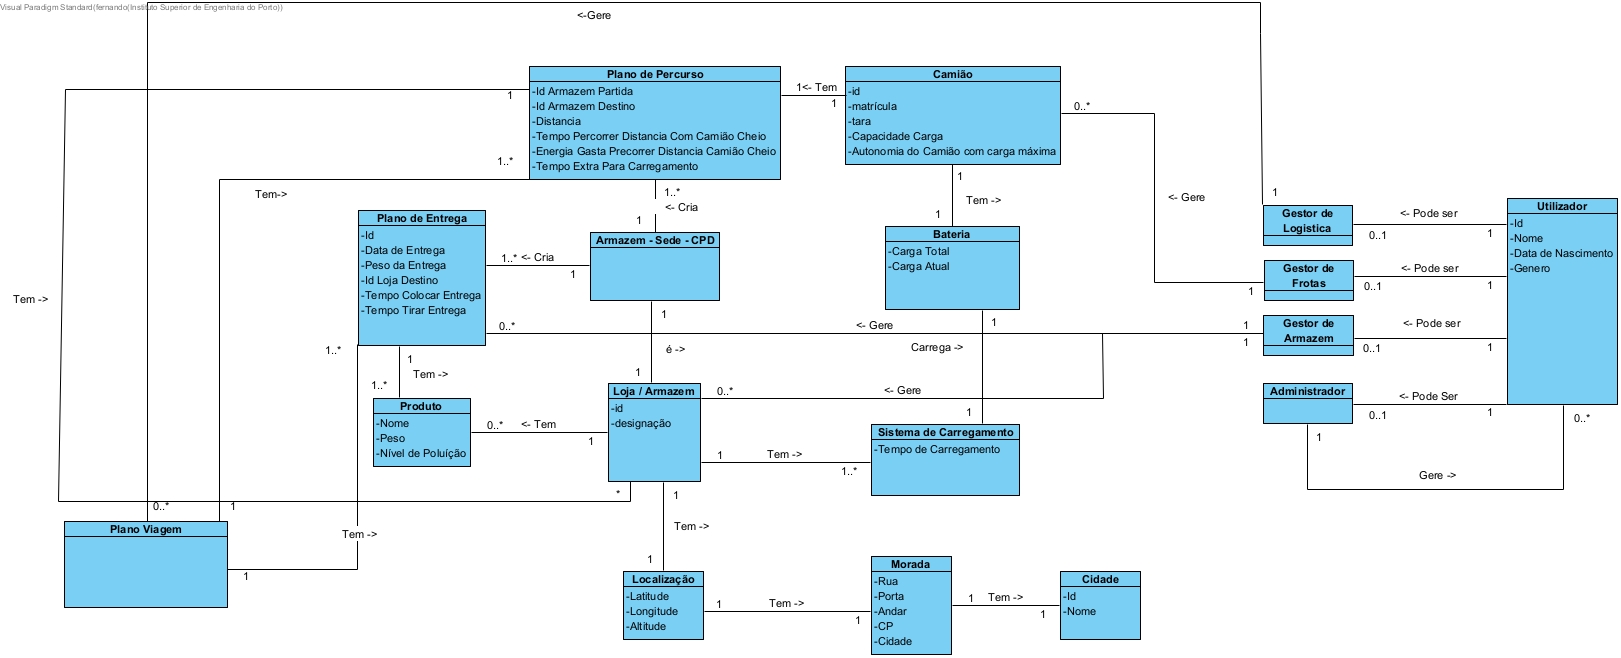 Visual Paradigm Standard(fernando(Instituto Superior de Engenharia do Porto))
<-Gere
Plano de Percurso
-Id Armazem Partida
-Id Armazem Destino
-Distancia
-Tempo Percorrer Distancia Com Camião Cheio
-Energia Gasta Precorrer Distancia Camião Cheio
-Tempo Extra Para Carregamento
1
1..*
1<- Tem
1
Camião
-id
-matrícula
-tara
-Capacidade Carga
-Autonomia do Camião com carga máxima
0..*
<- Gere
1
Tem->
1..*
<- Cria
1
1
Tem ->
1
Plano de Entrega
-Id
-Data de Entrega
-Peso da Entrega
-Id Loja Destino
-Tempo Colocar Entrega
-Tempo Tirar Entrega
1..* <- Cria
1
Armazem - Sede - CPD
Bateria
-Carga Total
-Carga Atual
1
Gestor de
Logistica
<- Pode ser
0..1
1
Gestor de
Frotas
<- Pode ser
0..1
1
Gestor de
Armazem
<- Pode ser
0..1
1
Administrador
<- Pode Ser
0..1
1
Utilizador
-Id
-Nome
-Data de Nascimento
-Genero
0..*
1
Gere ->
Tem ->
0..*
<- Gere
1
1
1
é ->
1
1
Carrega ->
1
1..*
1
Tem ->
1..*
Produto
-Nome
-Peso
-Nível de Poluíção
0..*
<- Tem
1
Loja / Armazem
-id
-designação
0..*
<- Gere
1
Tem ->
1..*
Sistema de Carregamento
-Tempo de Carregamento
*
1
Tem ->
1
0..*
1
Plano Viagem
Tem ->
1
Localização
-Latitude
-Longitude
-Altitude
1
Tem ->
1
Morada
-Rua
-Porta
-Andar
-CP
-Cidade
1
Tem ->
1
Cidade
-Id
-Nome